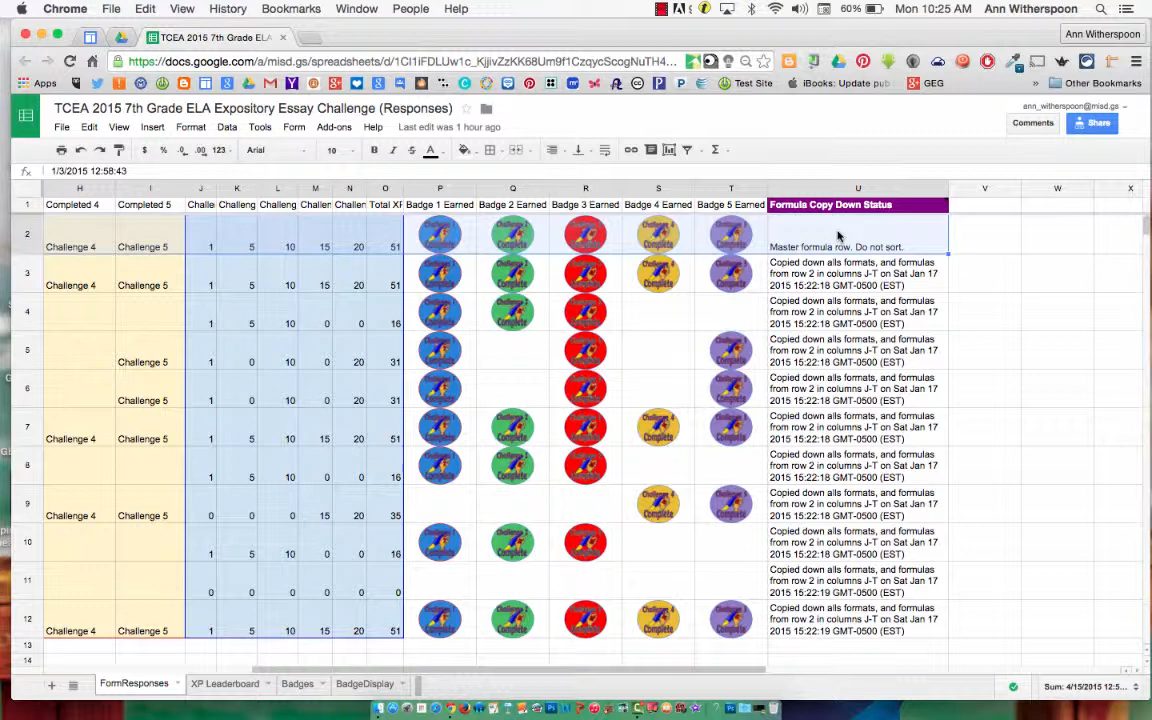 Chrome File Edit View History Bookmarks Window People Help 60% Mon 10:25 AM Ann Witherspoon
TCEA 2015 7th Grade ELA Ann Witherspoon
https://docs.google.com/a/misd.gs/spreadsheets/d/
Apps Test Site iBooks: Update pub GEG Other Bookmarks
TCEA 2015 7th Grade ELA Expository Essay Challenge (Responses) ann_witherspoon@misd.gs
File Edit View Insert Format Data Tools Form Add-ons Help Last edit was 1 hour ago Comments Share
$ % .0 .00 123 Arial 10 B I S A Σ
fx 1/3/2015 12:58:43
H I J K L M N O P Q R S T U V W X
1 Completed 4 Completed 5 Challe Challeng Challeng Challen Challen Total XP Badge 1 Earned Badge 2 Earned Badge 3 Earned Badge 4 Earned Badge 5 Earned Formula Copy Down Status
2 Challenge 4 Challenge 5 1 5 10 15 20 51 Master formula row. Do not sort.
3 Challenge 4 Challenge 5 1 5 10 15 20 51 Copied down alls formats, and formulas
from row 2 in columns J-T on Sat Jan 17
2015 15:22:18 GMT-0500 (EST)
4 1 5 10 0 0 16 Copied down alls formats, and formulas
from row 2 in columns J-T on Sat Jan 17
2015 15:22:18 GMT-0500 (EST)
5 Challenge 5 1 0 10 0 20 31 Copied down alls formats, and formulas
from row 2 in columns J-T on Sat Jan 17
2015 15:22:18 GMT-0500 (EST)
6 Challenge 5 1 0 10 0 20 31 Copied down alls formats, and formulas
from row 2 in columns J-T on Sat Jan 17
2015 15:22:18 GMT-0500 (EST)
7 Challenge 4 Challenge 5 1 5 10 15 20 51 Copied down alls formats, and formulas
from row 2 in columns J-T on Sat Jan 17
2015 15:22:18 GMT-0500 (EST)
8 1 5 10 0 0 16 Copied down alls formats, and formulas
from row 2 in columns J-T on Sat Jan 17
2015 15:22:18 GMT-0500 (EST)
9 Challenge 4 Challenge 5 0 0 0 15 20 35 Copied down alls formats, and formulas
from row 2 in columns J-T on Sat Jan 17
2015 15:22:18 GMT-0500 (EST)
10 1 5 10 0 0 16 Copied down alls formats, and formulas
from row 2 in columns J-T on Sat Jan 17
2015 15:22:18 GMT-0500 (EST)
11 0 0 0 0 0 0 Copied down alls formats, and formulas
from row 2 in columns J-T on Sat Jan 17
2015 15:22:19 GMT-0500 (EST)
12 Challenge 4 Challenge 5 1 5 10 15 20 51 Copied down alls formats, and formulas
from row 2 in columns J-T on Sat Jan 17
2015 15:22:19 GMT-0500 (EST)
13
14
FormResponses XP Leaderboard Badges BadgeDisplay Sum: 4/15/2015 12:5...